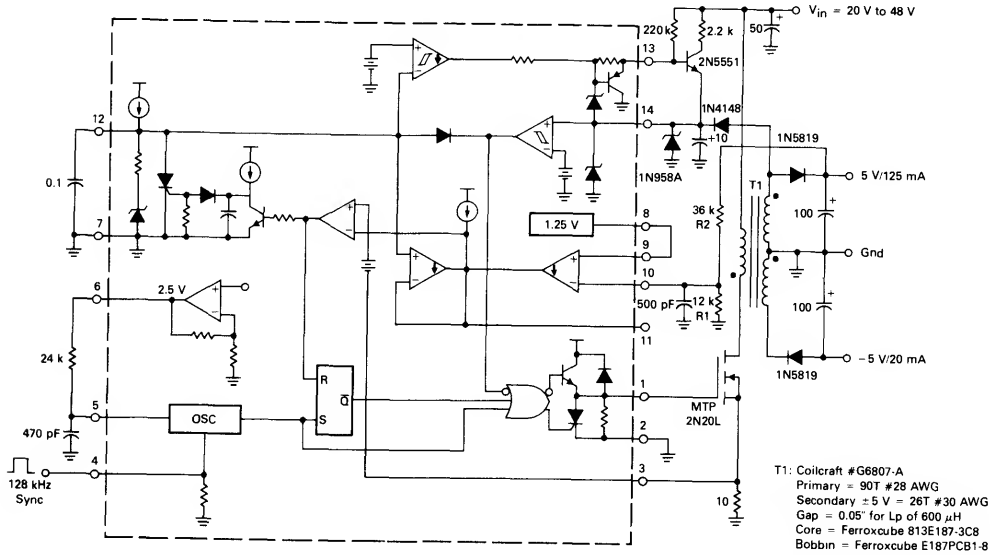 V in = 20 V to 48 V
220 k
2.2 k
50
+
13
2N5551
+
−
14
1N4148
+
−
+10
1N5819
12
1N958A
5 V/125 mA
T1
0.1
36 k
R2
100
+
8
1.25 V
+
−
9
7
+
−
+
−
10
Gnd
500 pF
12 k
R1
100
+
6
2.5 V
+
−
11
−5 V/20 mA
1N5819
24 k
R
Q
S
1
MTP
2N20L
5
OSC
2
470 pF
4
3
128 kHz
Sync
10
T1: Coilcraft #G6807-A
Primary = 90T #28 AWG
Secondary ±5 V = 26T #30 AWG
Gap = 0.05" for Lp of 600 μH
Core = Ferroxcube 813E187-3C8
Bobbin = Ferroxcube E187PCB1-8